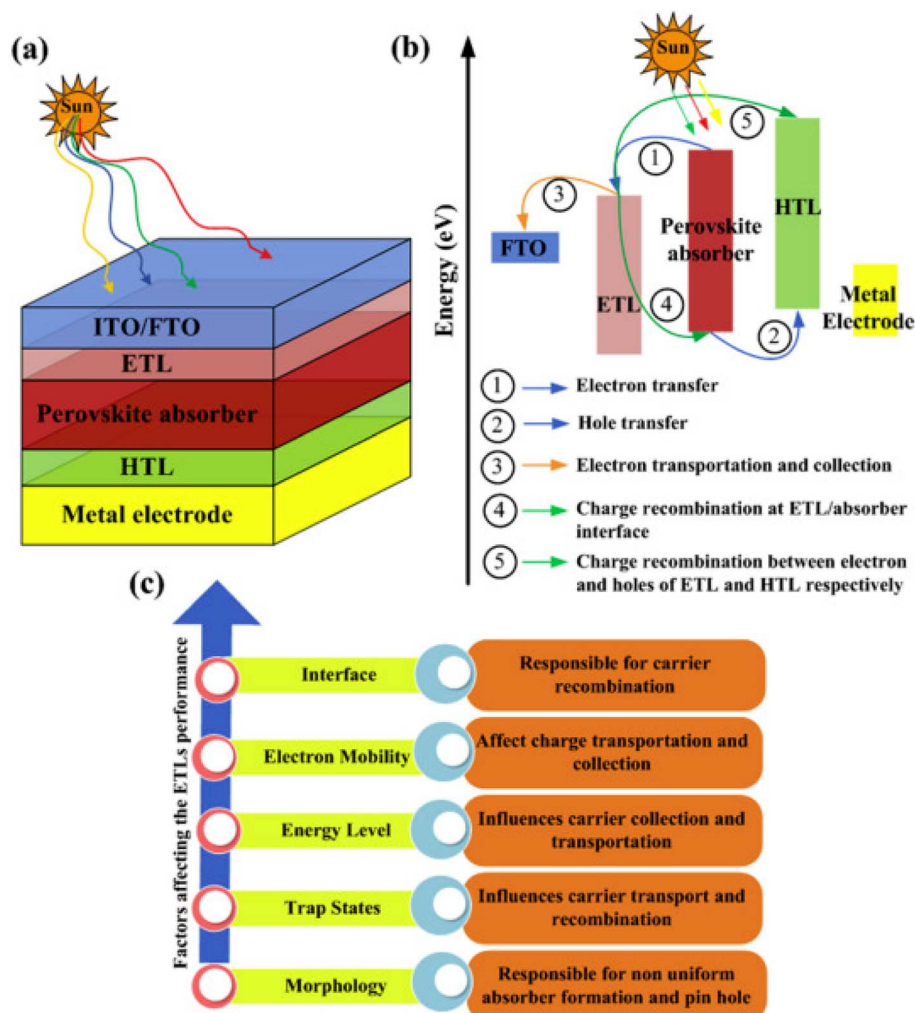 (a)
Sun
ITO/FTO
ETL
Perovskite absorber
HTL
Metal electrode
(b)
Energy (eV)
Sun
5
1
3
HTL
Perovskite
absorber
FTO
ETL
4
Metal
Electrode
2
1 Electron transfer
2 Hole transfer
3 Electron transportation and collection
4 Charge recombination at ETL/absorber
interface
5 Charge recombination between electron
and holes of ETL and HTL respectively
(c)
Factors affecting the ETLs performance
Interface
Responsible for carrier
recombination
Electron Mobility
Affect charge transportation and
collection
Energy Level
Influences carrier collection and
transportation
Trap States
Influences carrier transport and
recombination
Morphology
Responsible for non uniform
absorber formation and pin hole